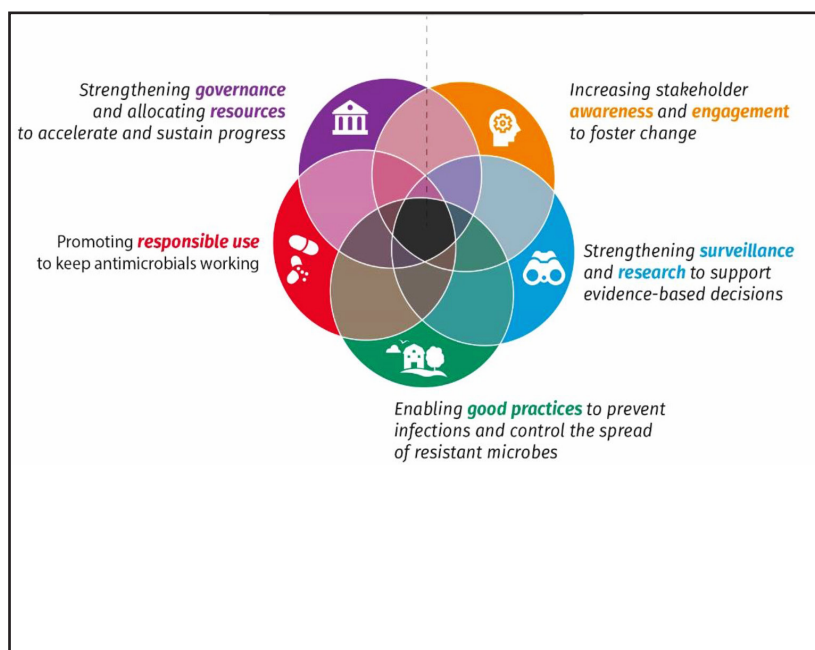 Strengthening governance
and allocating resources
to accelerate and sustain progress
Increasing stakeholder
awareness and engagement
to foster change
Promoting responsible use
to keep antimicrobials working
Strengthening surveillance
and research to support
evidence-based decisions
Enabling good practices to prevent
infections and control the spread
of resistant microbes